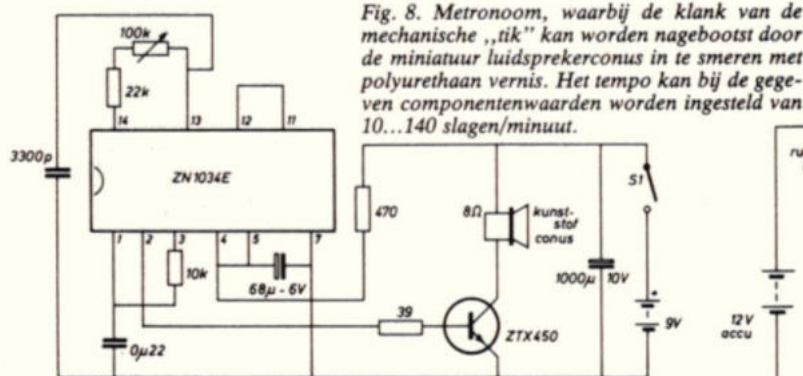 Fig. 8. Metronoom, waarbij de klank van de
mechanische ,,tik” kan worden nagebootst door
de miniatuur luidsprekerconus in te smeren met
polyurethaan vernis. Het tempo kan bij de gege-
ven componentenwaarden worden ingesteld van
10...140 slagen/minuut.
100k
22k
14
13
12
11
3300p
ZN1034E
1
2
3
4
5
7
10k
68µ - 6V
0µ22
470
39
8Ω
kunst-
stof
conus
ZTX450
1000µ 10V
S1
+
9V
ru
12V
accu